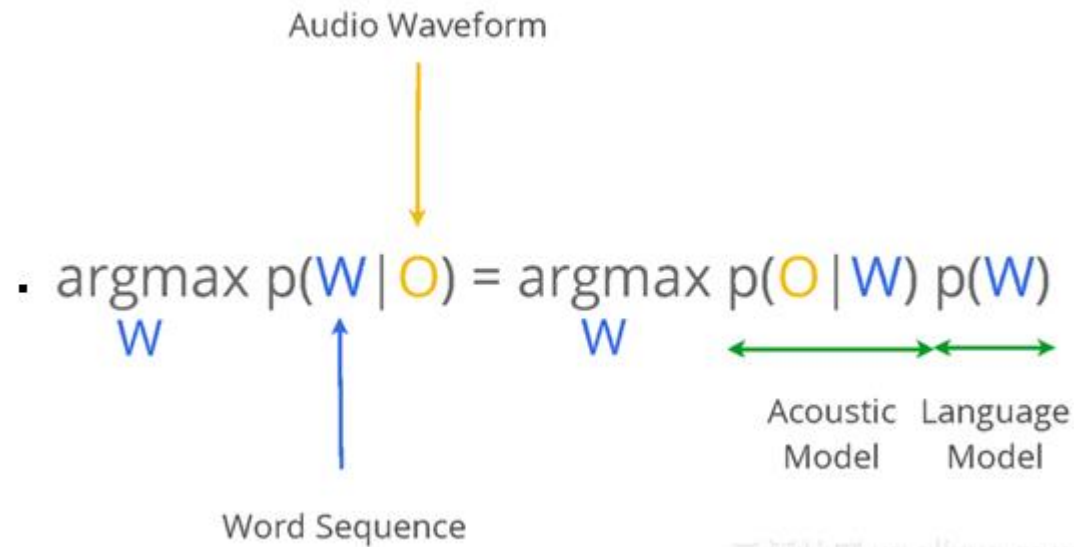 Audio Waveform
. argmax p(W|O) = argmax p(O|W) p(W)
W W
Acoustic Language
Model Model
Word Sequence